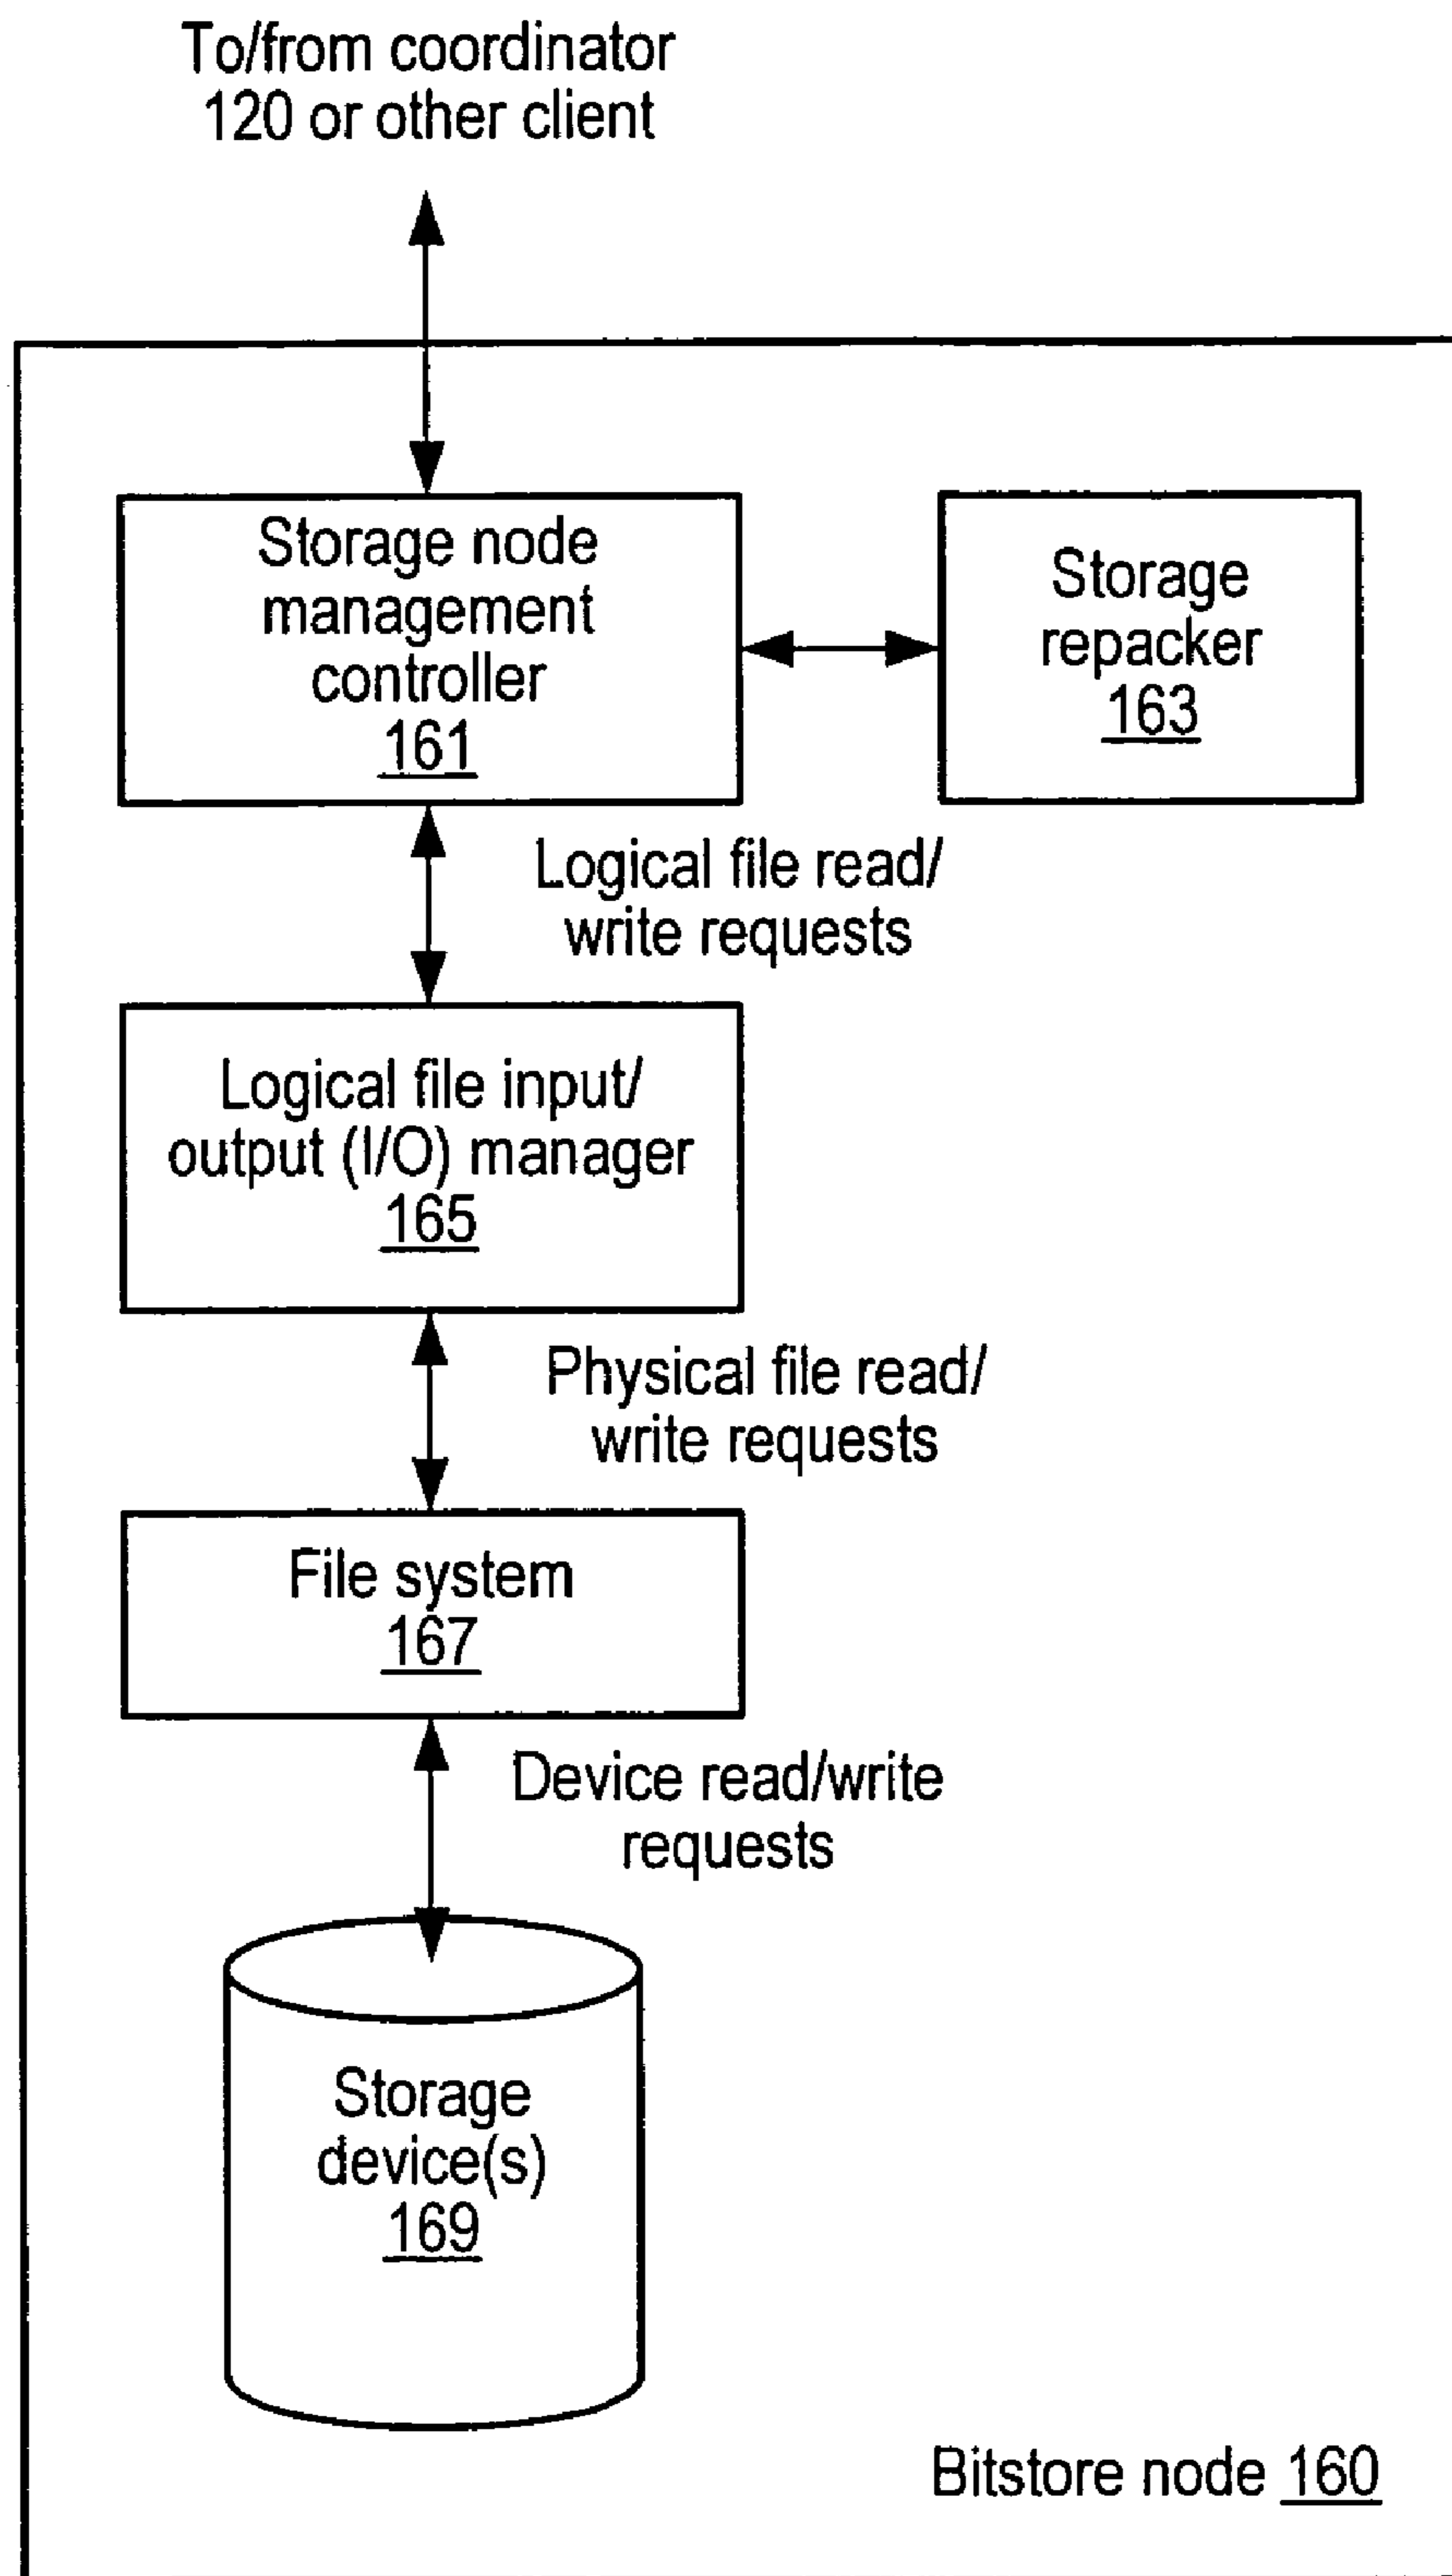 To/from coordinator
120 or other client
Storage node
management
controller
161
Storage
repacker
163
Logical file read/
write requests
Logical file input/
output (I/O) manager
165
Physical file read/
write requests
File system
167
Device read/write
requests
Storage
device(s)
169
Bitstore node 160